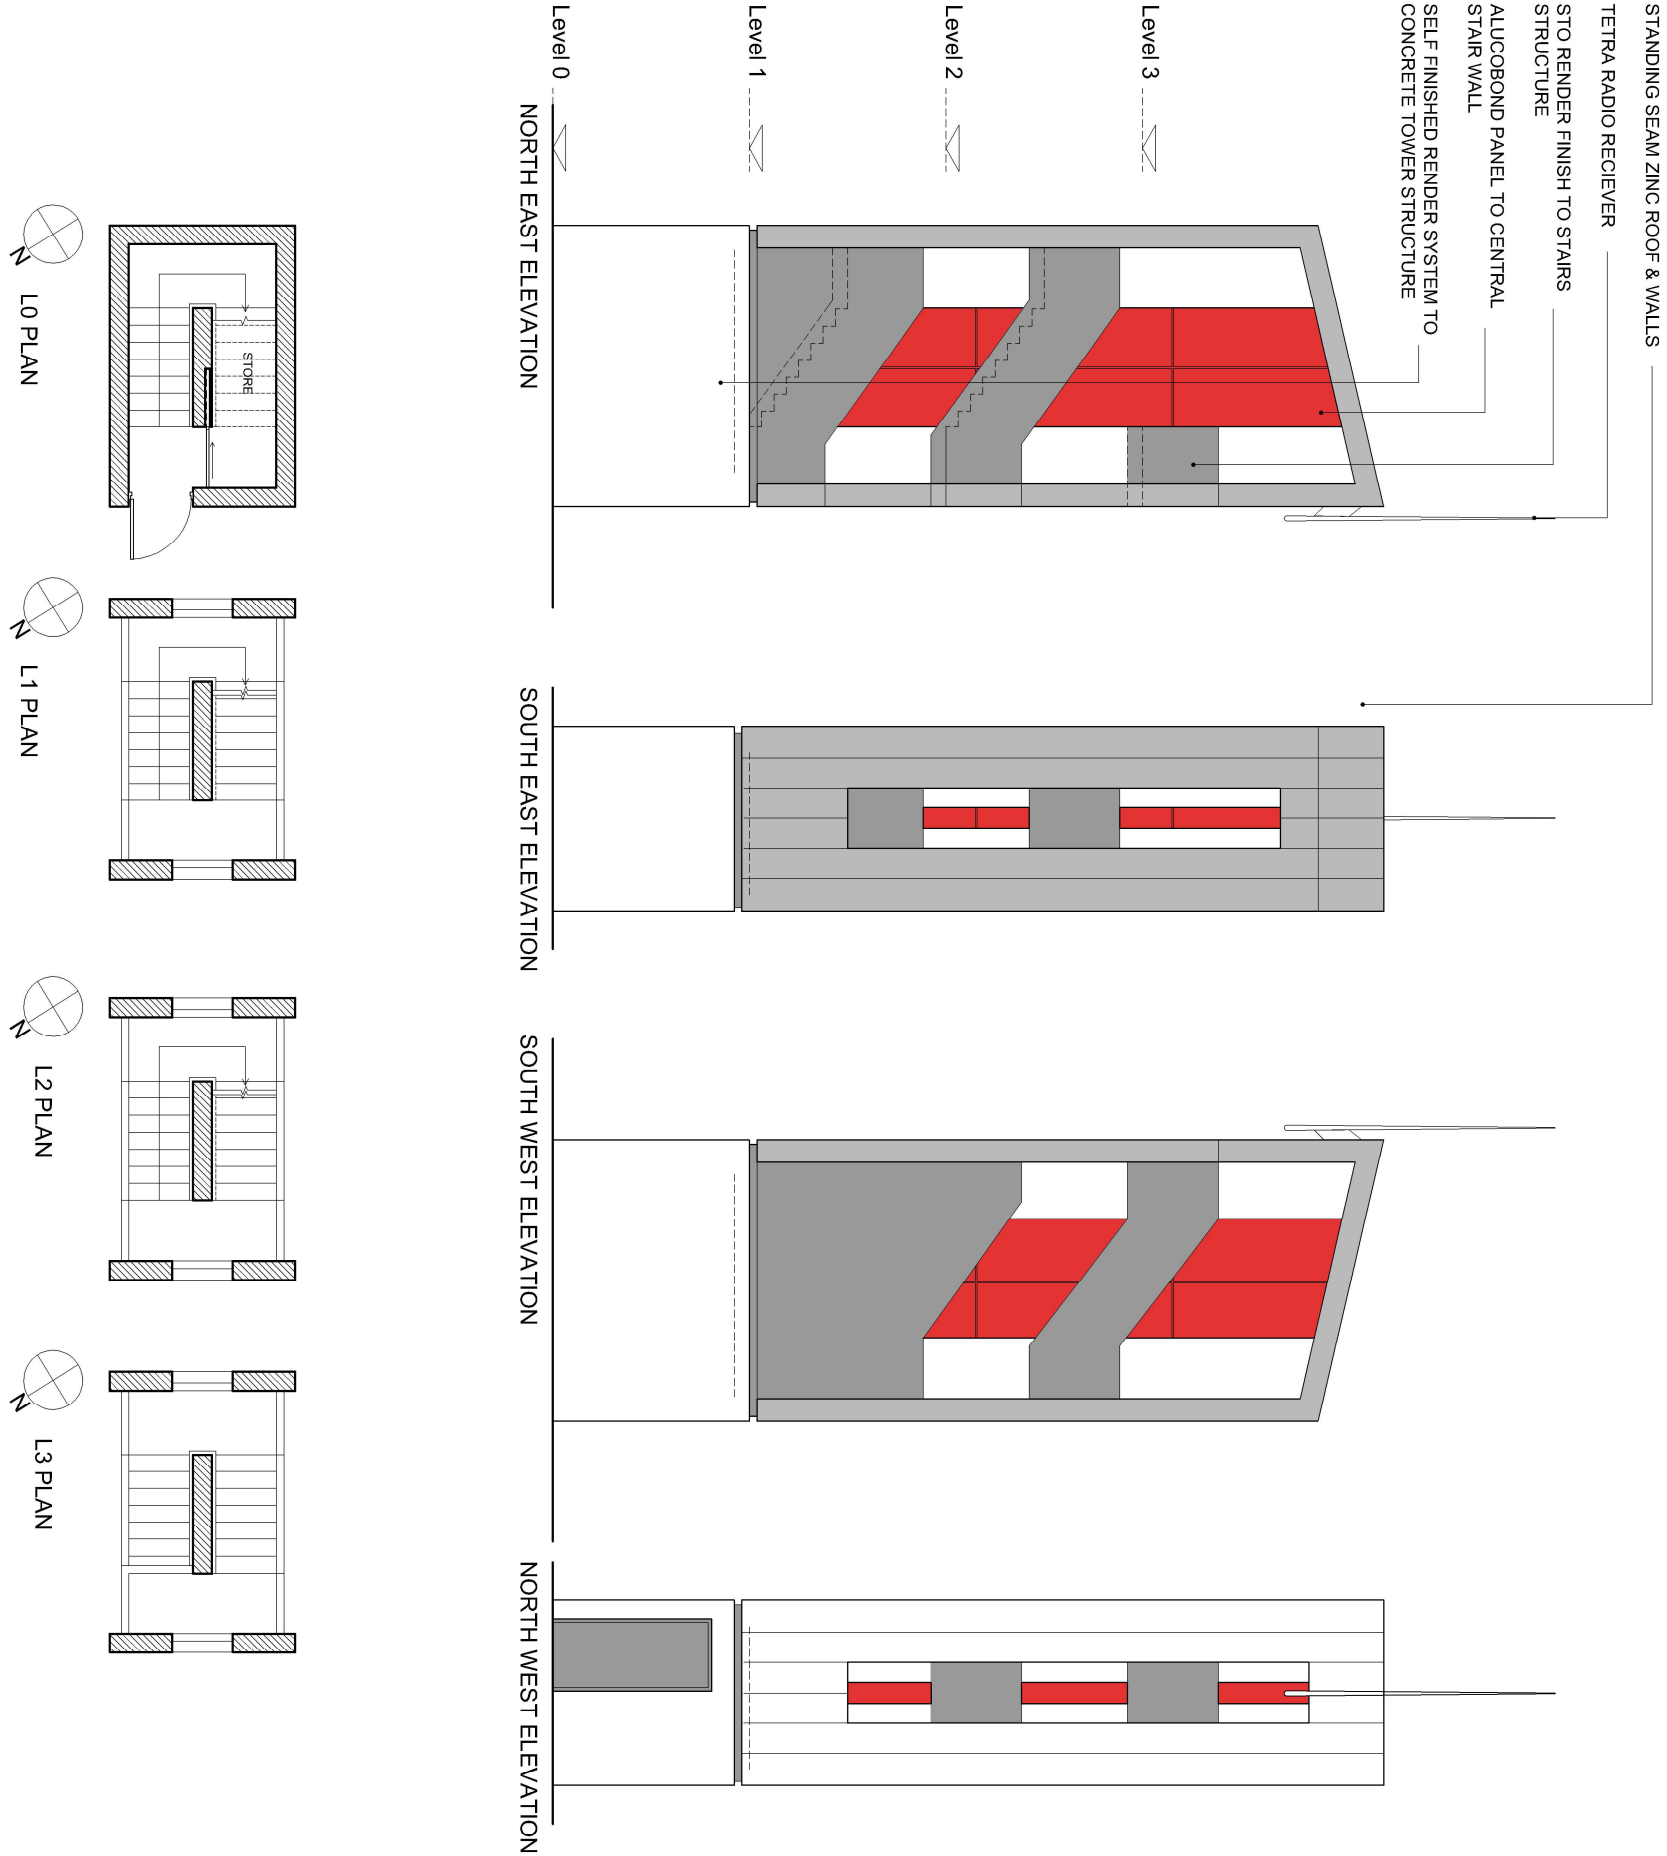 STANDING SEAM ZINC ROOF & WALLS
TETRA RADIO RECIEVER
STO RENDER FINISH TO STAIRS
STRUCTURE
ALUCOBOND PANEL TO CENTRAL
STAIR WALL
SELF FINISHED RENDER SYSTEM TO
CONCRETE TOWER STRUCTURE
Level 3
Level 2
Level 1
Level 0
NORTH EAST ELEVATION
SOUTH EAST ELEVATION
SOUTH WEST ELEVATION
NORTH WEST ELEVATION
STORE
N
L0 PLAN
N
L1 PLAN
N
L2 PLAN
N
L3 PLAN